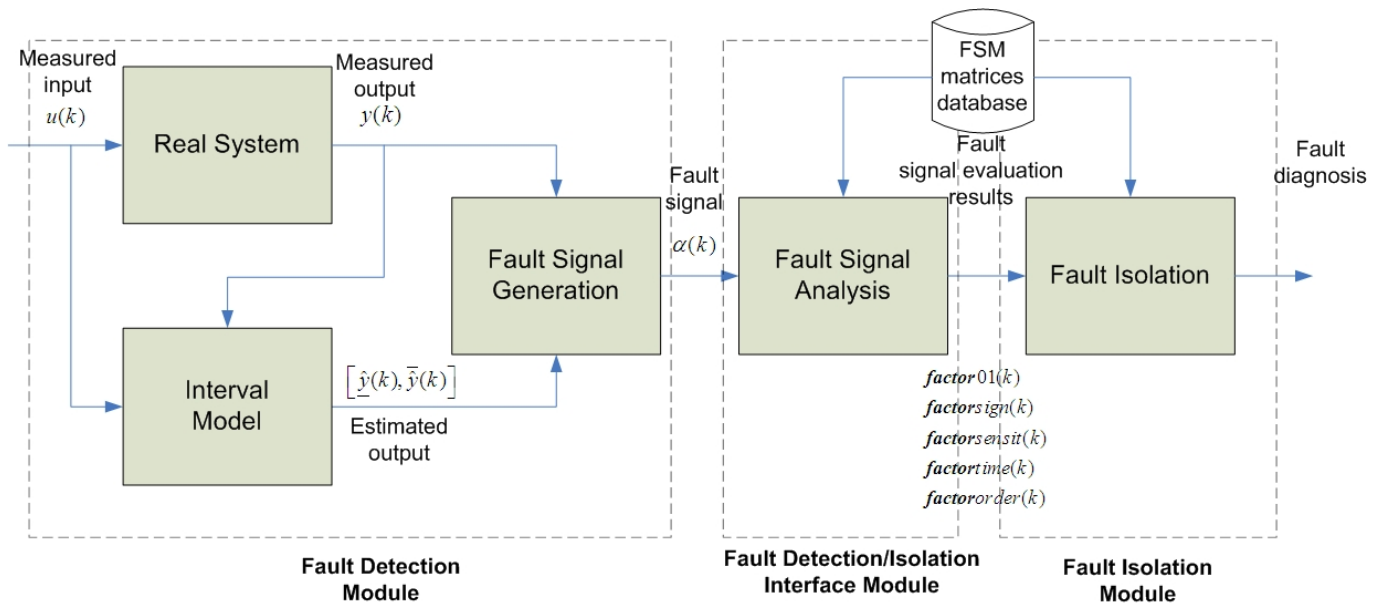 Measured
input
u(k)
Real System
Measured
output
y(k)
Interval
Model
[ŷ(k), ŷ(k)]
Estimated
output
Fault Signal
Generation
Fault
signal
α(k)
FSM
matrices
database
Fault Signal
Analysis
Fault
signal evaluation
results
Fault Isolation
Fault
diagnosis
factor01(k)
factorsign(k)
factorsensit(k)
factortime(k)
factororder(k)
Fault Detection
Module
Fault Detection/Isolation
Interface Module
Fault Isolation
Module